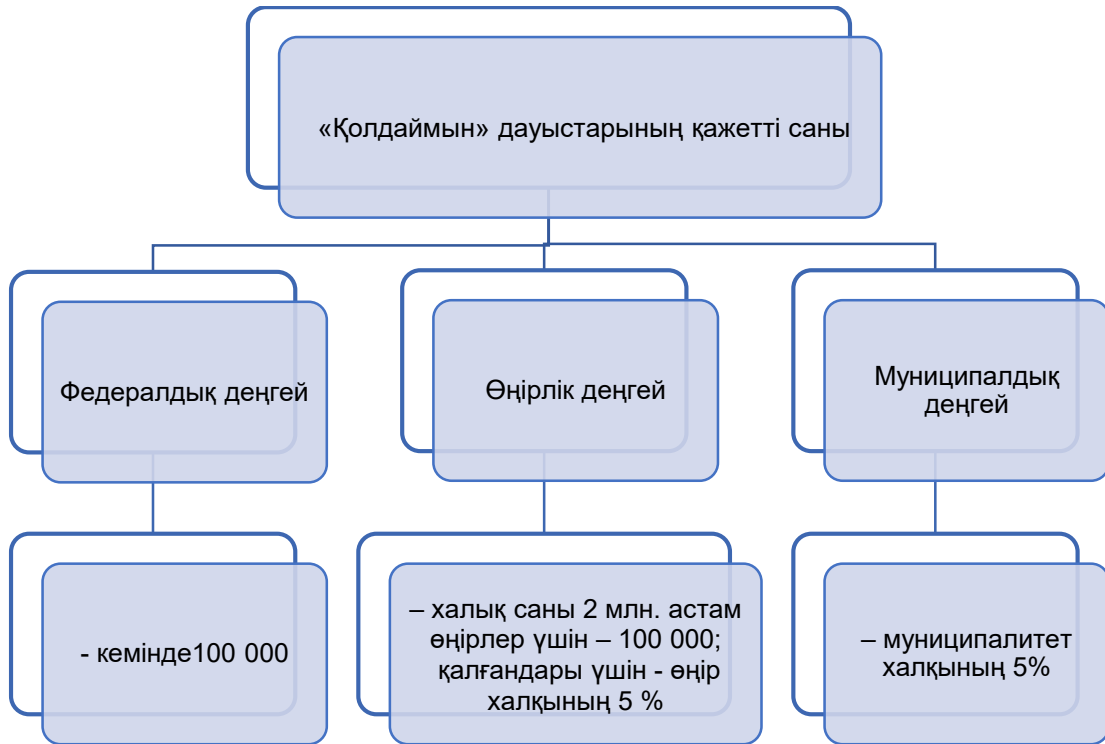 «Қолдаймын» дауыстарының қажетті саны
Федералдық деңгей
Өңірлік деңгей
Муниципалдық
деңгей
- кемінде100 000
– халық саны 2 млн. астам
өңірлер үшін – 100 000;
қалғандары үшін - өңір
халқының 5 %
– муниципалитет
халқының 5%